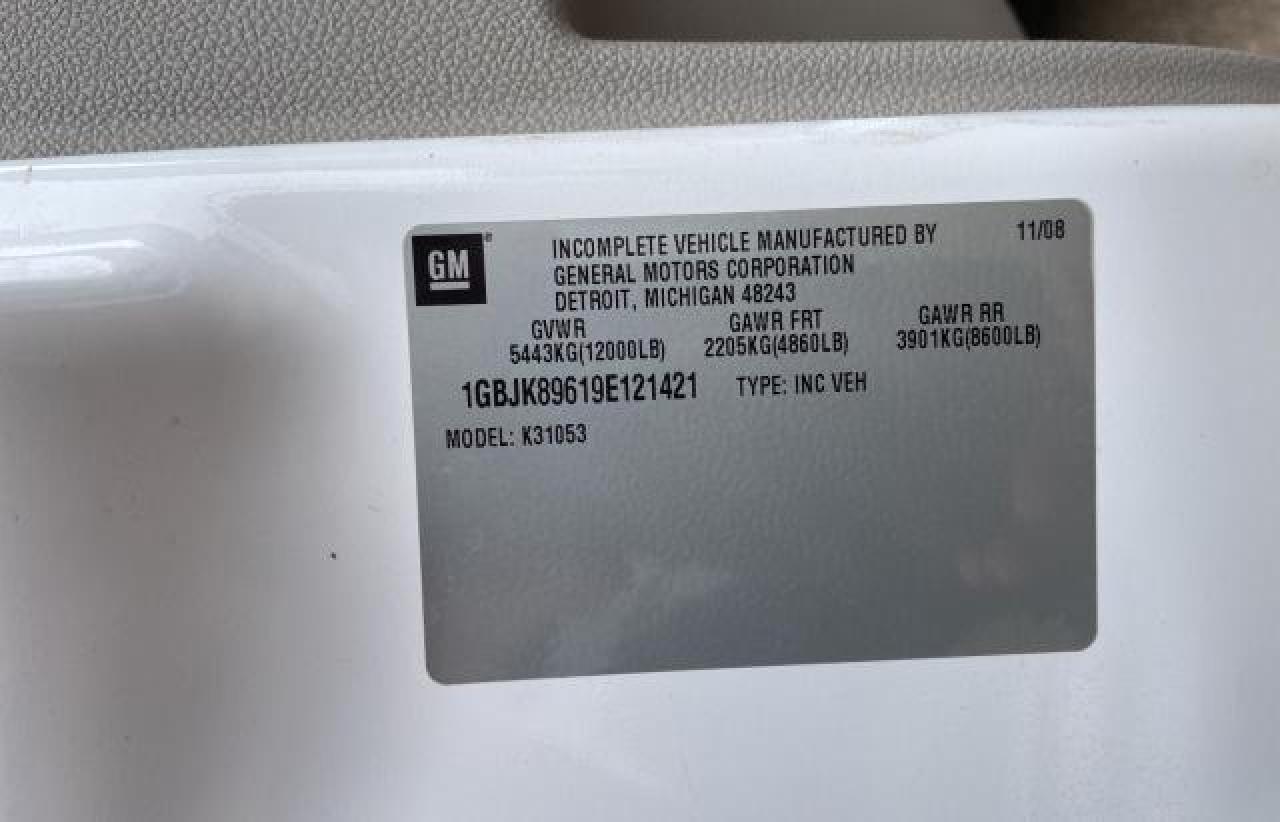 GM®
INCOMPLETE VEHICLE MANUFACTURED BY 11/08
GENERAL MOTORS CORPORATION
DETROIT, MICHIGAN 48243
GVWR GAWR FRT GAWR RR
5443KG(12000LB) 2205KG(4860LB) 3901KG(8600LB)
1GBJK89619E121421 TYPE: INC VEH
MODEL: K31053